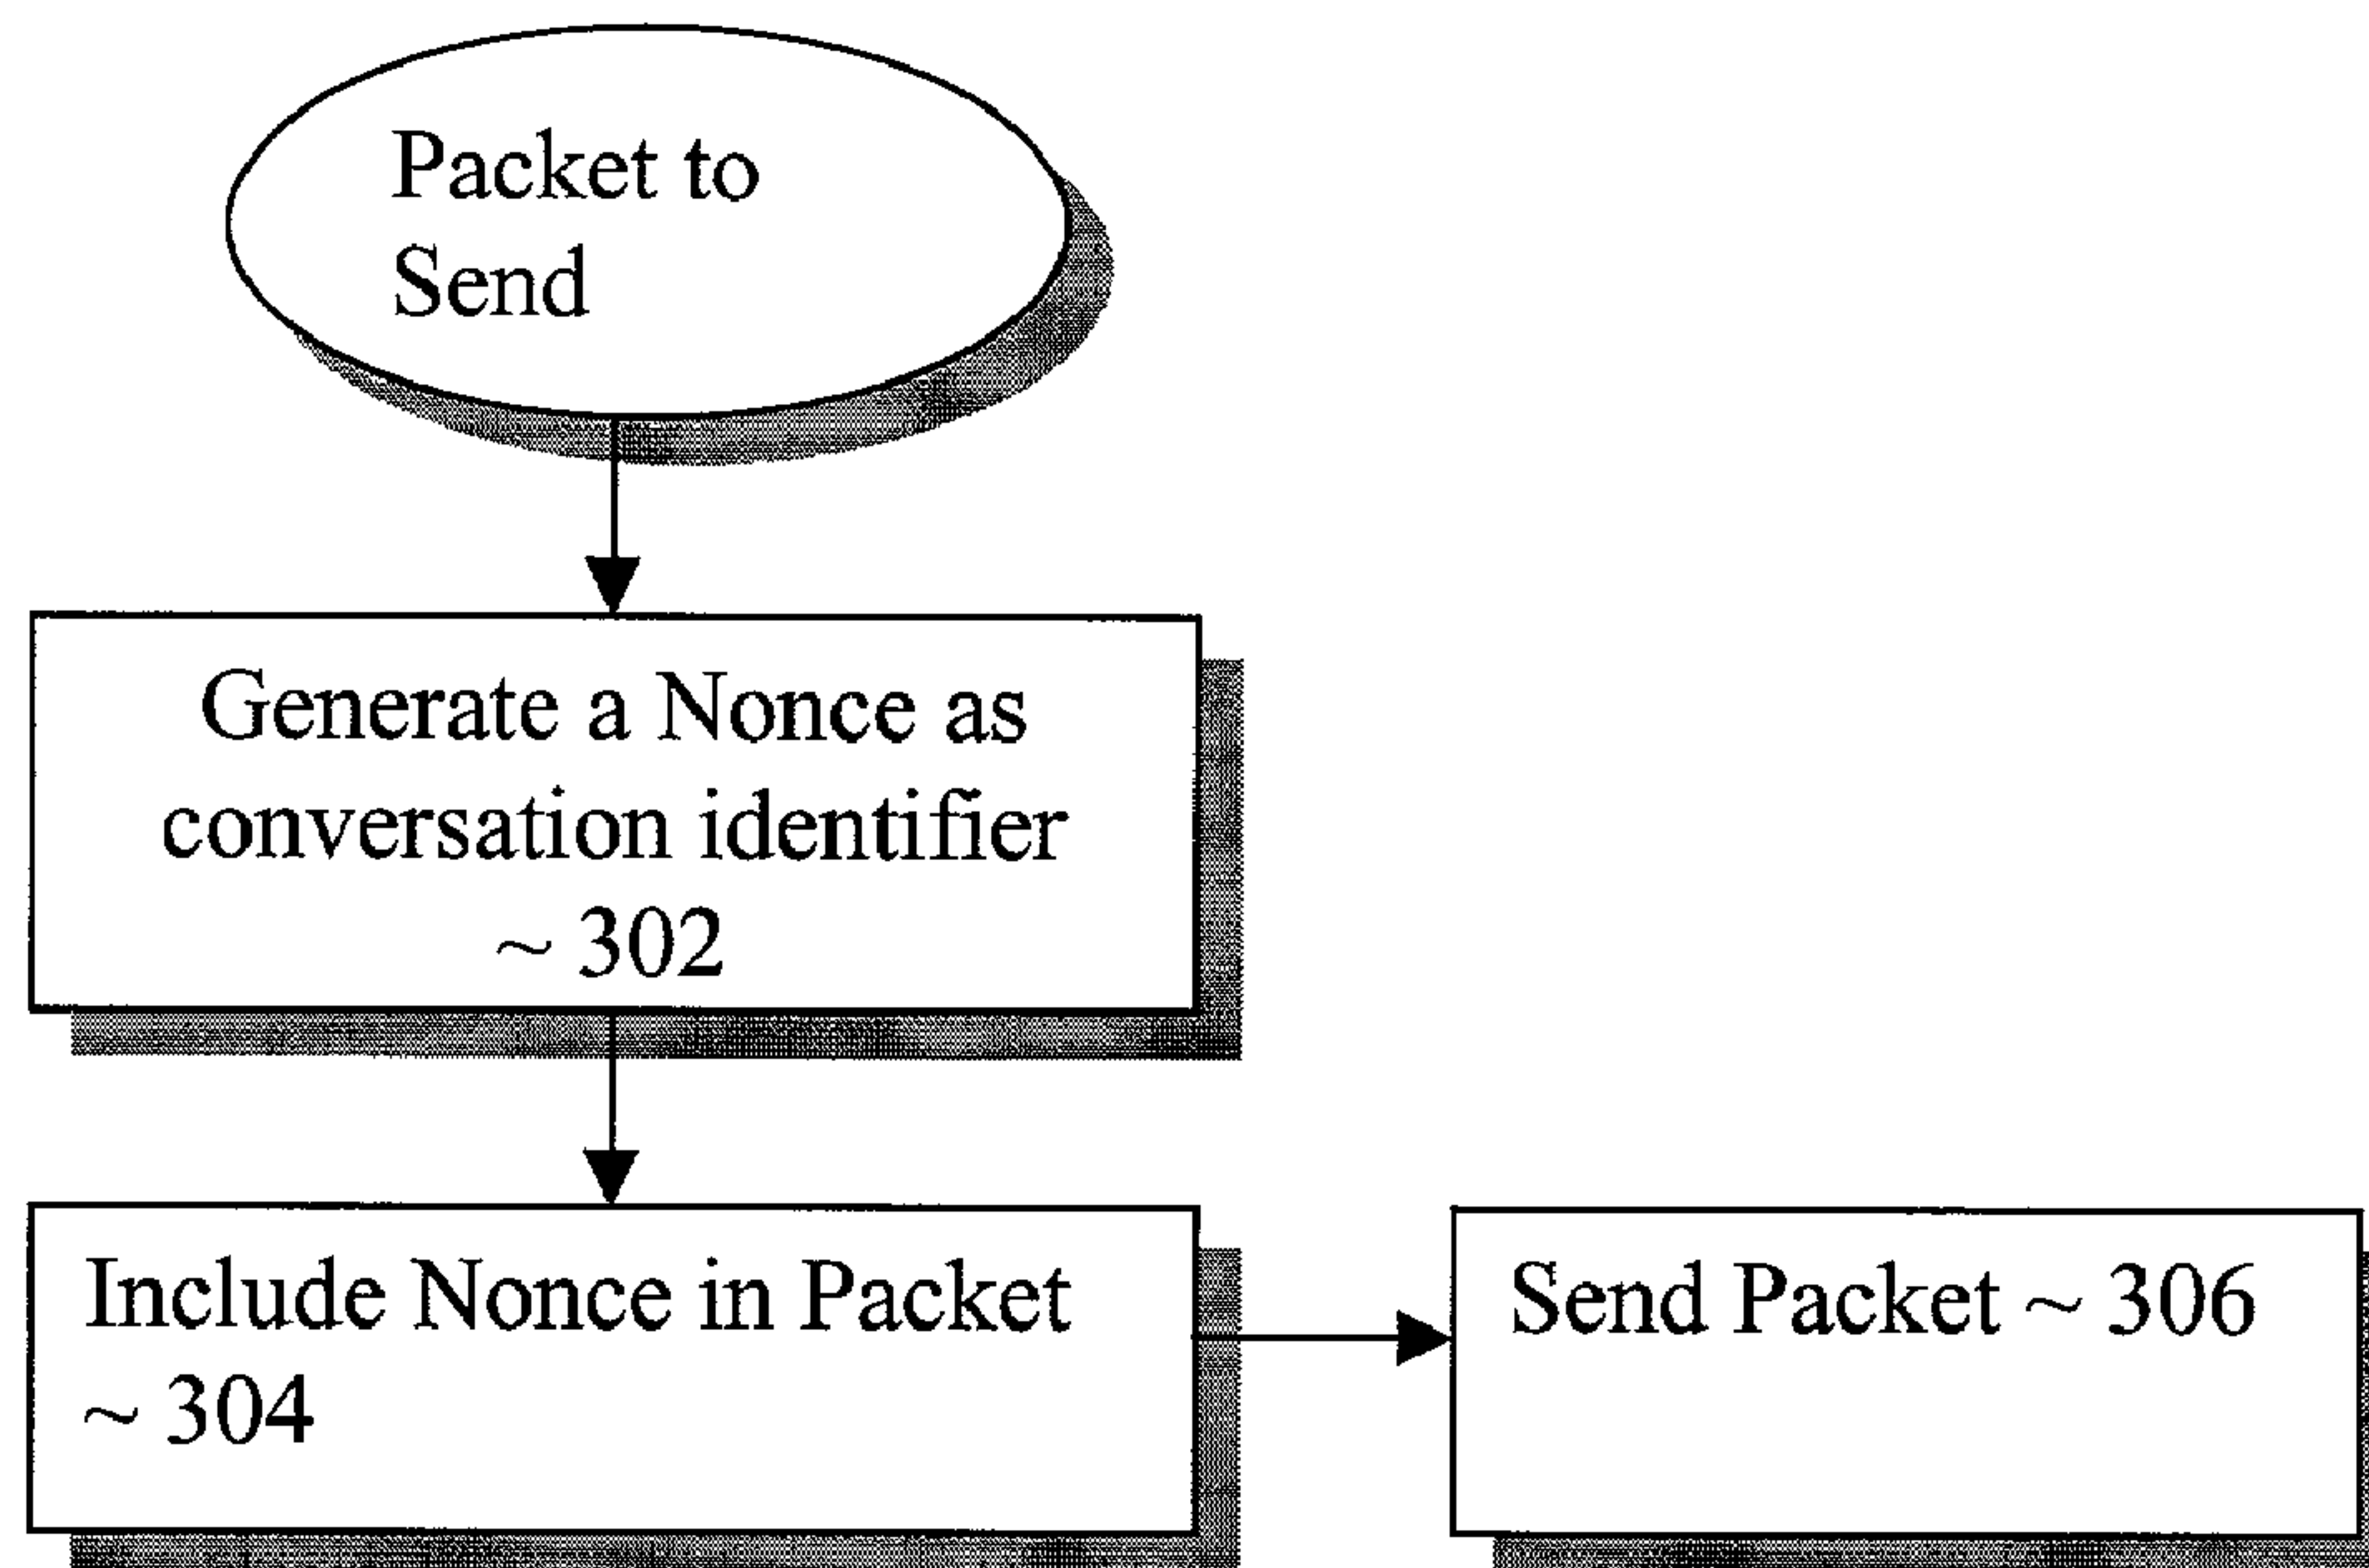 Packet to
Send
Generate a Nonce as
conversation identifier
~ 302
Include Nonce in Packet
~ 304
Send Packet ~ 306